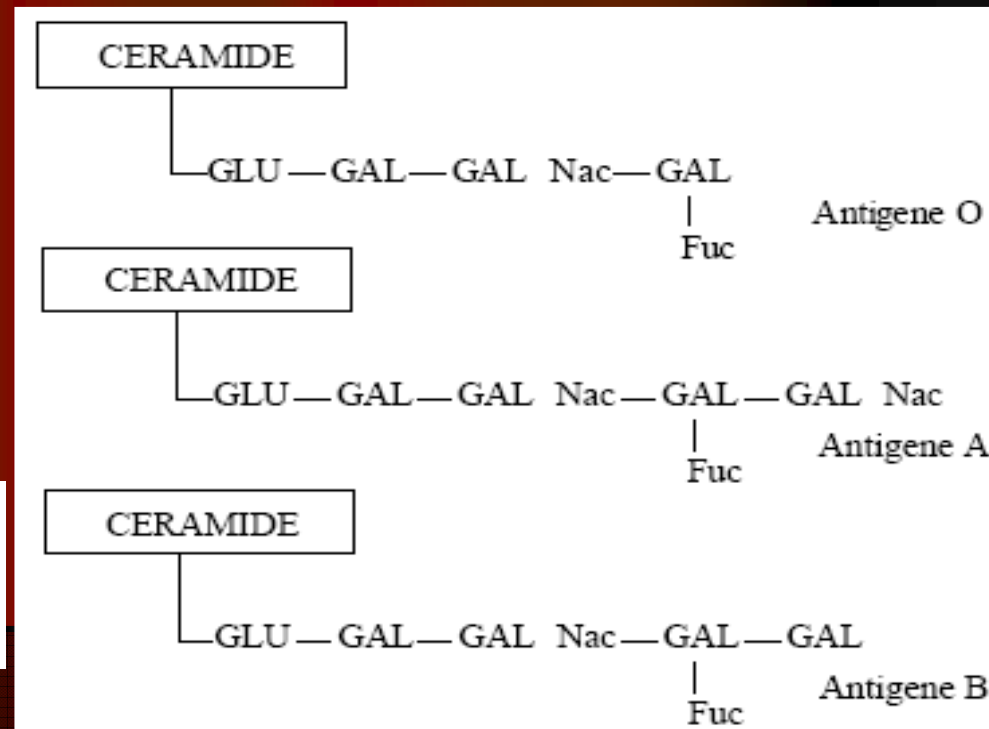 CERAMIDE
GLU — GAL — GAL Nac — GAL
Fuc
Antigene O
CERAMIDE
GLU — GAL — GAL Nac — GAL — GAL Nac
Fuc
Antigene A
CERAMIDE
GLU — GAL — GAL Nac — GAL — GAL
Fuc
Antigene B